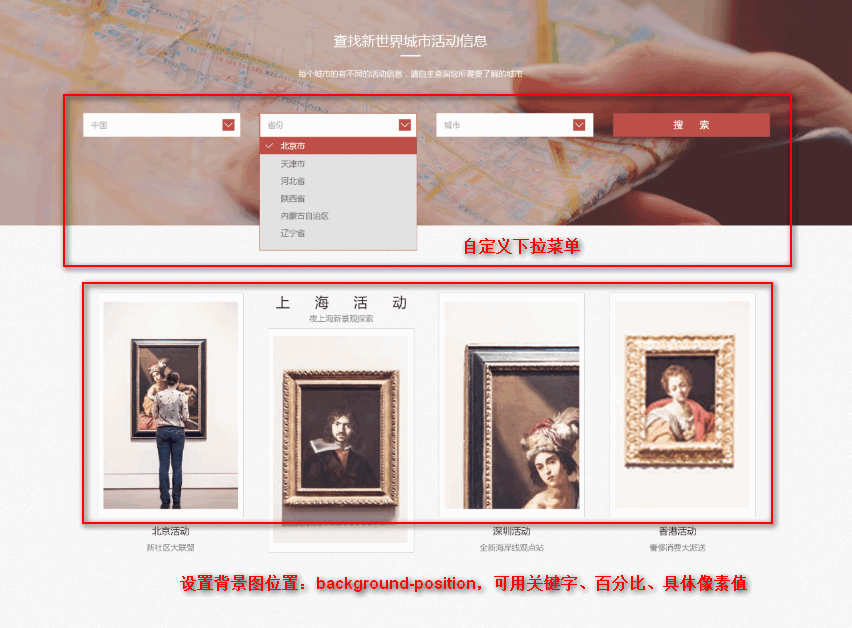 查找新世界城市活动信息
每个城市的有不同的活动信息，请自主查询您所需要了解的城市
中国
省份
城市
搜 索
北京市
天津市
河北省
陕西省
内蒙古自治区
辽宁省
自定义下拉菜单
上 海 活 动
夜上海新景观探索
北京活动
新社区大联盟
深圳活动
全新海岸线观点站
香港活动
奢侈消费大派送
设置背景图位置：background-position，可用关键字、百分比、具体像素值